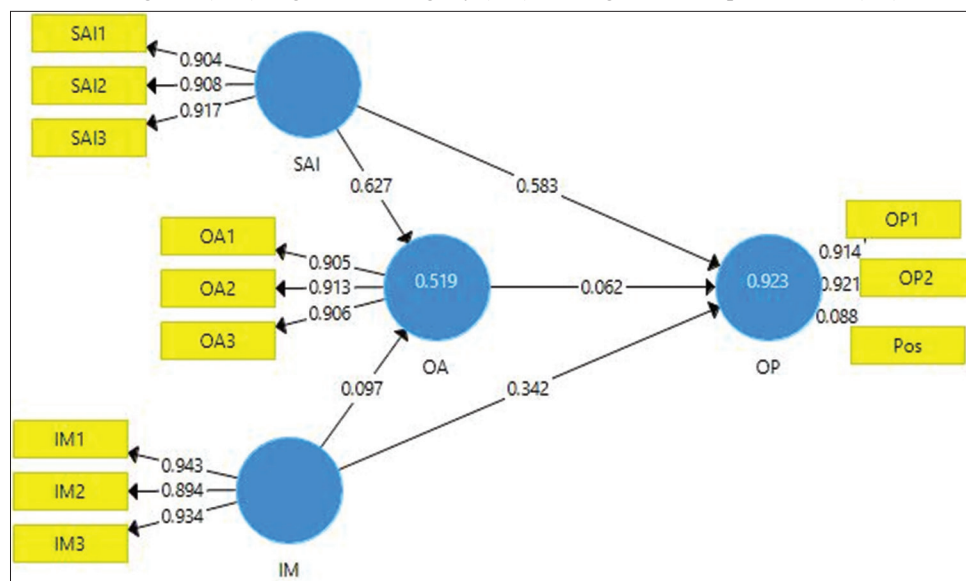 SAI1
0.904
SAI2
0.908
SAI3
0.917
SAI
0.627
0.583
OA1
0.905
OA2
0.913
OA3
0.906
0.519
OA
0.062
0.923
OP
OP1
0.914
OP2
0.921
Pos
0.088
0.097
0.342
IM1
0.943
IM2
0.894
IM3
0.934
IM